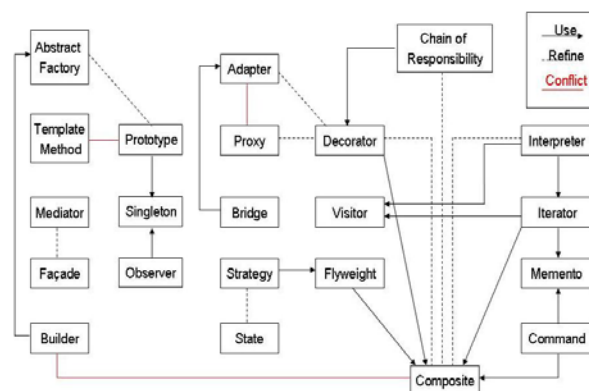 Abstract
Factory
Template
Method
Prototype
Mediator
Singleton
Façade
Observer
Builder
Adapter
Proxy
Decorator
Bridge
Visitor
Strategy
Flyweight
State
Chain of
Responsibility
Composite
Interpreter
Iterator
Memento
Command
Use
Refine
Conflict